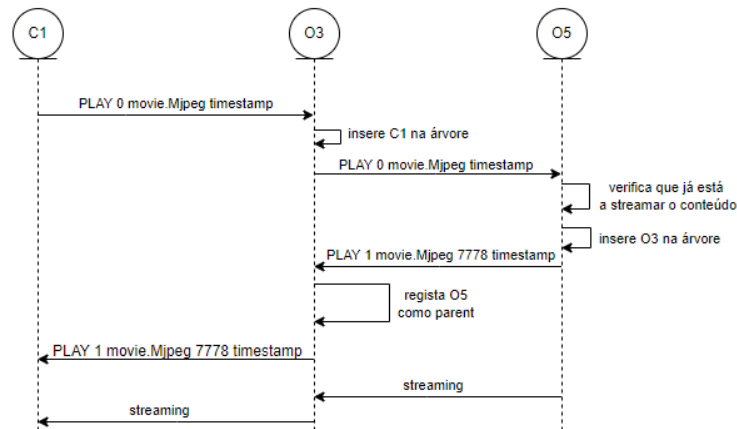 C1
O3
O5
PLAY 0 movie.Mjpeg timestamp
insere C1 na árvore
PLAY 0 movie.Mjpeg timestamp
verifica que já está
a streamar o conteúdo
insere O3 na árvore
PLAY 1 movie.Mjpeg 7778 timestamp
regista O5
como parent
PLAY 1 movie.Mjpeg 7778 timestamp
streaming
streaming